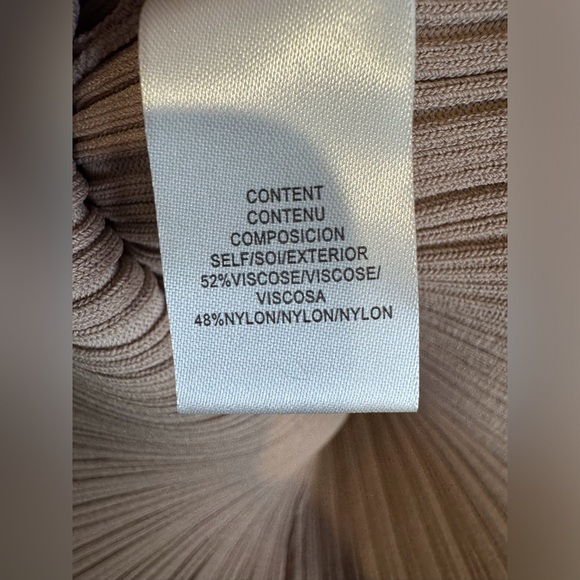 CONTENT
CONTENU
COMPOSICION
SELF/SOI/EXTERIOR
52%VISCOSE/VISCOSE/
VISCOSA
48%NYLON/NYLON/NYLON